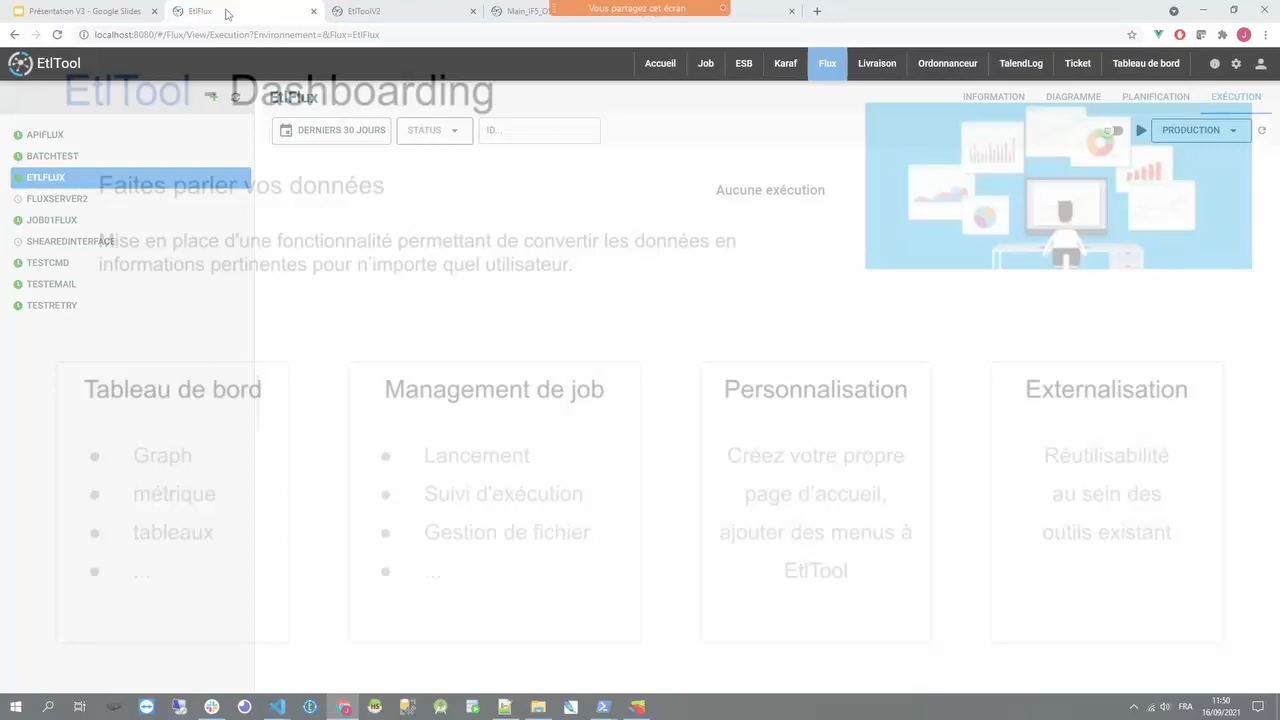 Présentation V3 - Google Slides
EtlFlux
EtlToolV2
Vous partagez cet écran
localhost:8080/#/Flux/View/Execution?Environnement=&Flux=EtlFlux
EtlTool
Accueil
Job
ESB
Karaf
Flux
Livraison
Ordonnanceur
TalendLog
Ticket
Tableau de bord
EtlTool Dashboarding
EtlFlux
INFORMATION
DIAGRAMME
PLANIFICATION
EXÉCUTION
DERNIERS 30 JOURS
STATUS
ID...
PRODUCTION
APIFLUX
BATCHTEST
ETLFLUX
FLUXSERVER2
JOB01FLUX
SHEAREDINTERFACE
TESTCMD
TESTEMAIL
TESTRETRY
Faites parler vos données
Aucune exécution
Mise en place d'une fonctionnalité permettant de convertir les données en
informations pertinentes pour n'importe quel utilisateur.
Tableau de bord
Graph
métrique
tableaux
...
Management de job
Lancement
Suivi d'exécution
Gestion de fichier
...
Personnalisation
Créez votre propre
page d'accueil,
ajouter des menus à
EtlTool
Externalisation
Réutilisabilité
au sein des
outils existant
FRA
11:50
16/09/2021